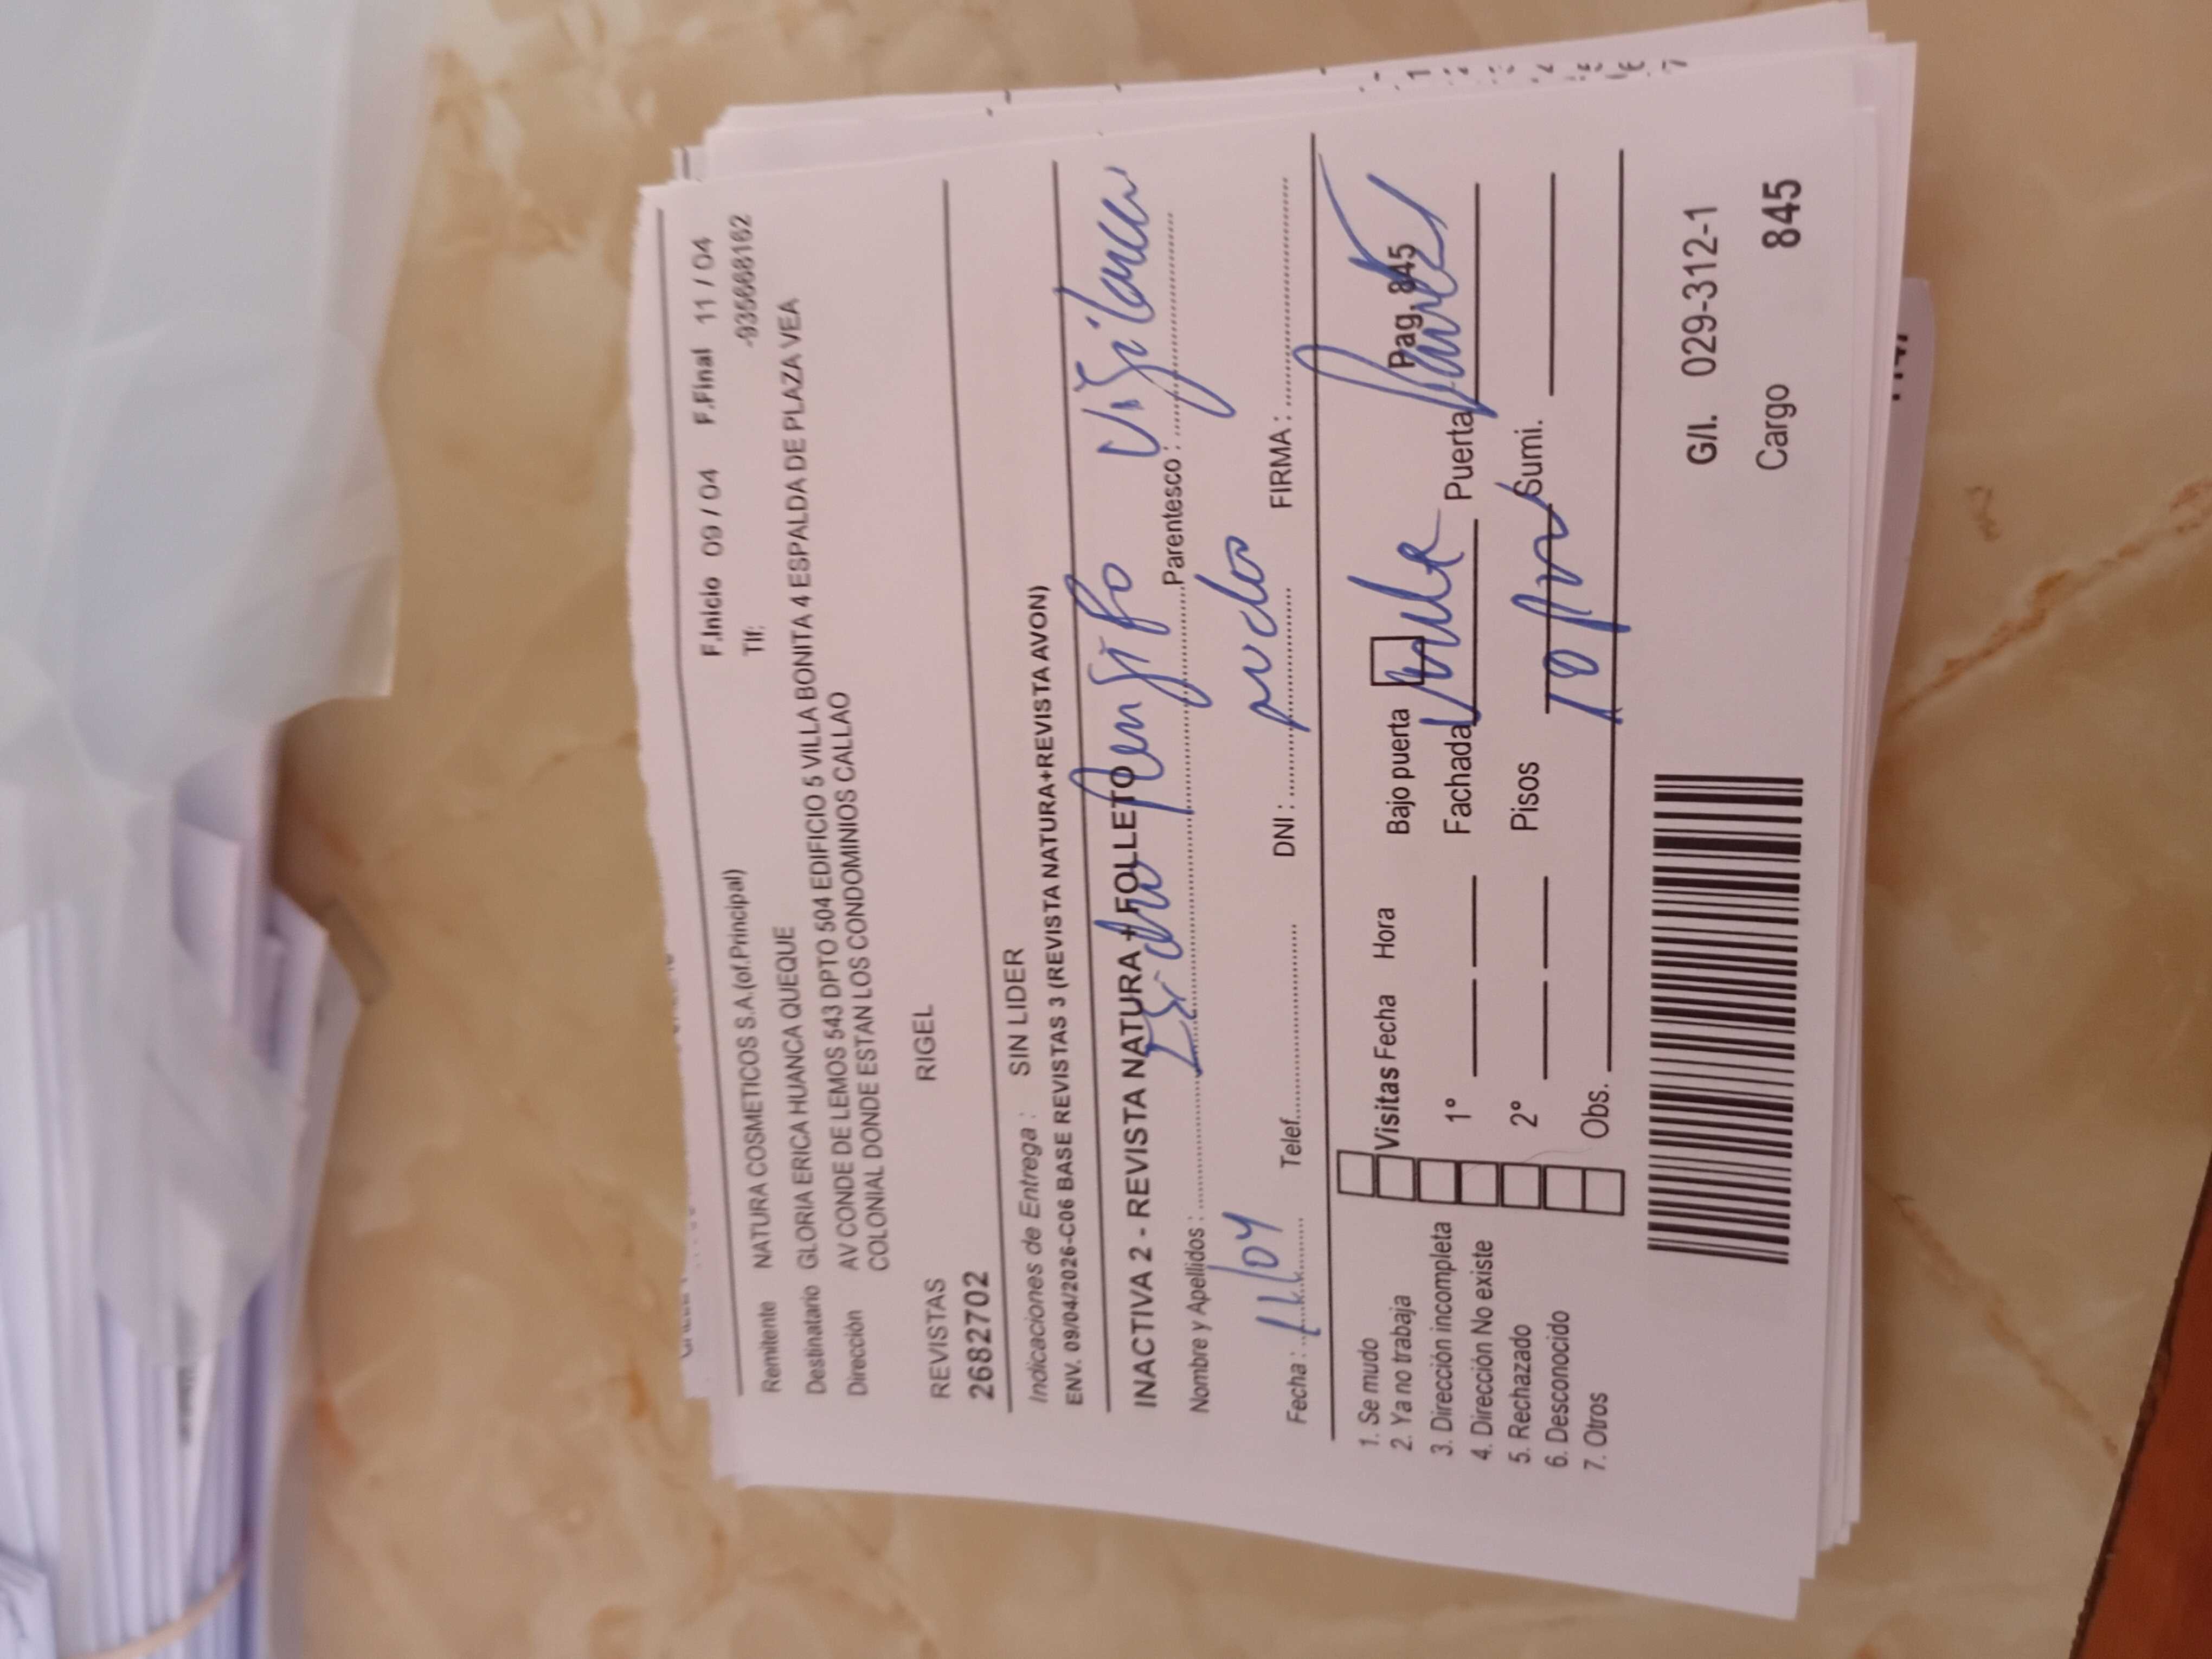 F.Inicio 09 / 04 F.Final 11 / 04
Remitente NATURA COSMETICOS S.A.(of.Principal) Tlf: -936668162
Destinatario GLORIA ERICA HUANCA QUEQUE
Dirección AV CONDE DE LEMOS 543 DPTO 504 EDIFICIO 5 VILLA BONITA 4 ESPALDA DE PLAZA VEA
COLONIAL DONDE ESTAN LOS CONDOMINIOS CALLAO
REVISTAS RIGEL
2682702
Indicaciones de Entrega : SIN LIDER
ENV. 09/04/2026-C06 BASE REVISTAS 3 (REVISTA NATURA+REVISTA AVON)
INACTIVA 2 - REVISTA NATURA + FOLLETO
Nombre y Apellidos : Parentesco :
Fecha : 11/04 Telef. DNI : FIRMA :
Pag. 845
1. Se mudo
2. Ya no trabaja
3. Dirección incompleta
4. Dirección No existe
5. Rechazado
6. Desconocido
7. Otros
Visitas Fecha Hora Bajo puerta
1° Fachada Puerta
2° Pisos Sumi.
Obs.
G/I. 029-312-1
Cargo 845